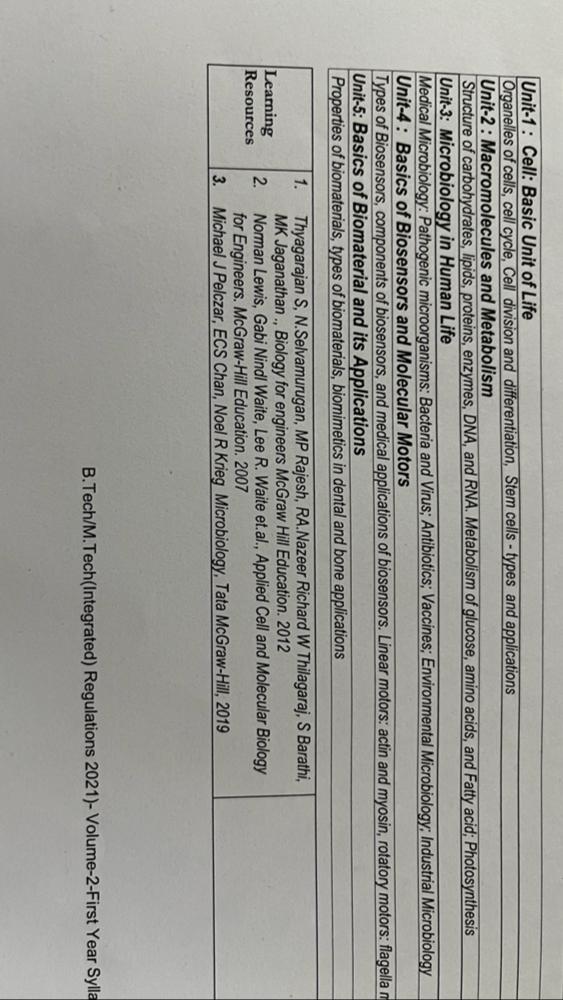 Unit-1 : Cell: Basic Unit of Life
Organelles of cells, cell cycle, Cell division and differentiation, Stem cells - types and applications
Unit-2 : Macromolecules and Metabolism
Structure of carbohydrates, lipids, proteins, enzymes, DNA, and RNA. Metabolism of glucose, amino acids, and Fatty acid; Photosynthesis
Unit-3: Microbiology in Human Life
Medical Microbiology: Pathogenic microorganisms: Bacteria and Virus; Antibiotics; Vaccines; Environmental Microbiology; Industrial Microbiology
Unit-4 : Basics of Biosensors and Molecular Motors
Types of Biosensors, components of biosensors, and medical applications of biosensors. Linear motors: actin and myosin, rotatory motors: flagella
Unit-5: Basics of Biomaterial and its Applications
Properties of biomaterials, types of biomaterials, biomimetics in dental and bone applications
Learning
Resources
1. Thyagarajan S, N.Selvamurugan, MP Rajesh, RA.Nazeer Richard W Thilagaraj, S Barathi,
MK Jaganathan ., Biology for engineers McGraw Hill Education. 2012
2. Norman Lewis, Gabi Nindl Waite, Lee R. Waite et.al., Applied Cell and Molecular Biology
for Engineers. McGraw-Hill Education. 2007
3. Michael J Pelczar, ECS Chan, Noel R Krieg Microbiology, Tata McGraw-Hill, 2019
B.Tech/M.Tech(Integrated) Regulations 2021)- Volume-2-First Year Sylla